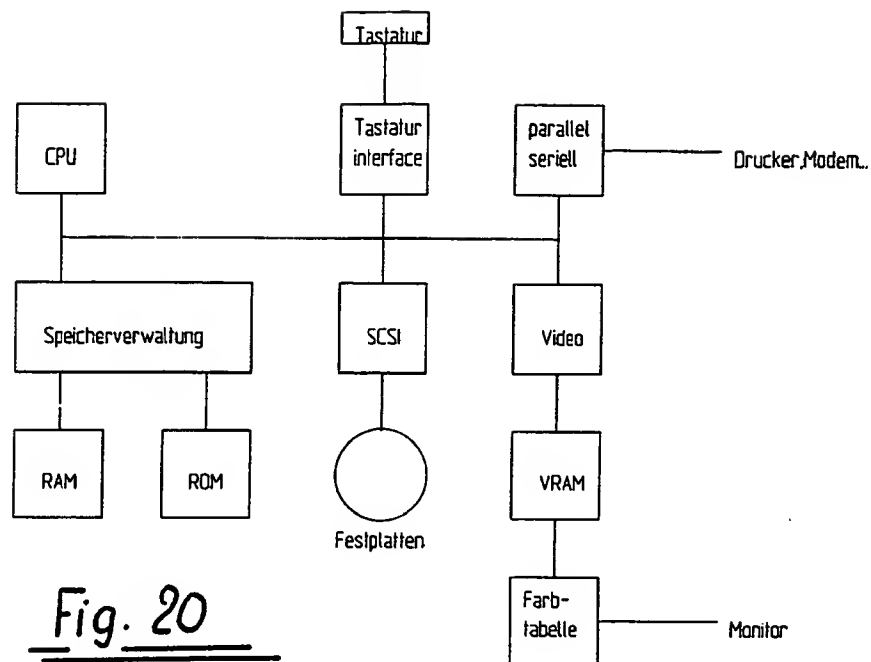 Tastatur
CPU
Tastatur
interface
parallel
seriell
Drucker,Modem...
Speicherverwaltung
SCSI
Video
RAM
ROM
VRAM
Festplatten
Farb-
tabelle
Monitor
Fig. 20